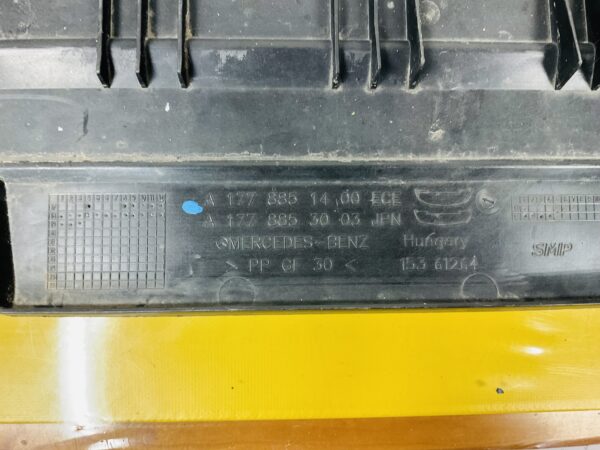 A 177 885 14 00 ECE
A 177 885 30 03 JPN
MERCEDES-BENZ Hungary
> PP GF 30 < 153 61264
SMP